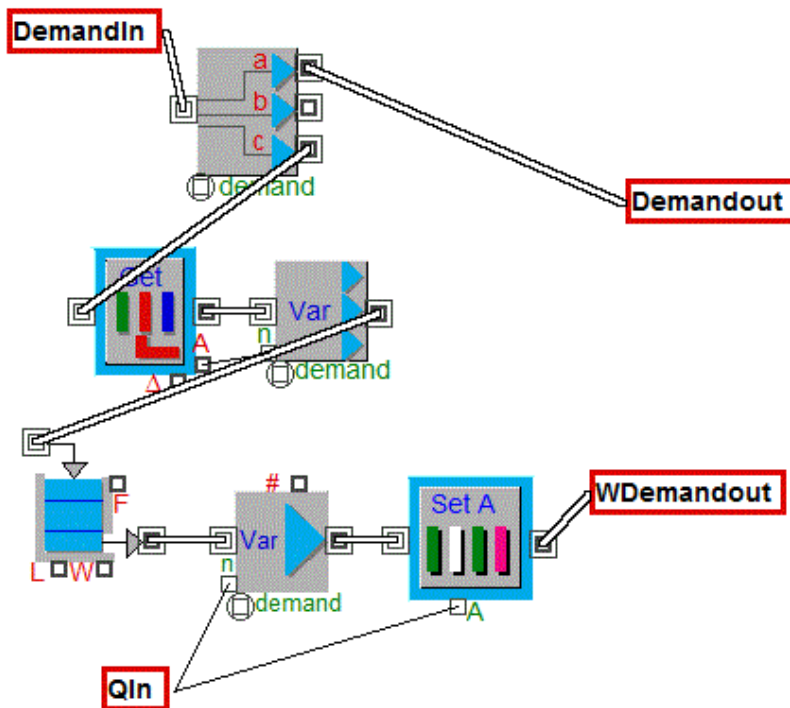 DemandIn
a
b
c
demand
Demandout
Get
Var
A
n
Δ
demand
F
L W
#
Var
n
demand
Set A
A
WDemandout
QIn